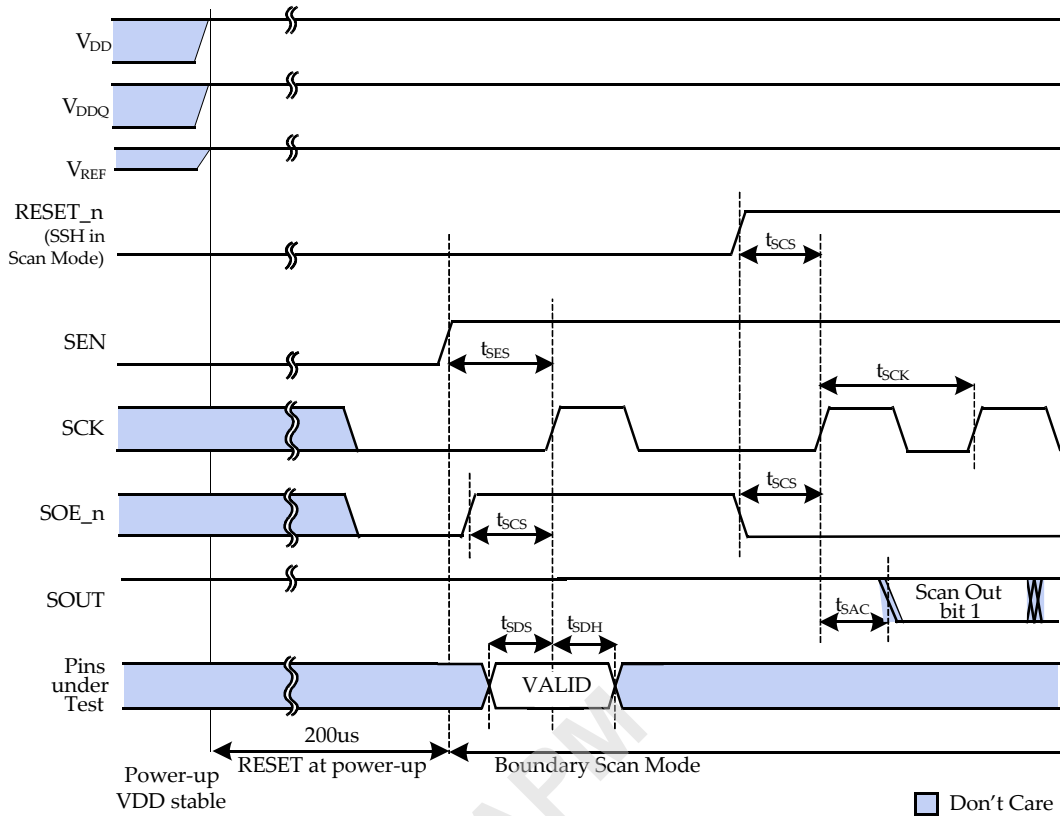 VDD
VDDQ
VREF
RESET_n
(SSH in
Scan Mode)
tSCS
SEN
tSES
tSCK
SCK
tSCS
SOE_n
tSCS
SOUT
Scan Out
bit 1
tSAC
tSDS
tSDH
Pins
under
Test
VALID
200us
RESET at power-up
Boundary Scan Mode
Power-up
VDD stable
Don't Care